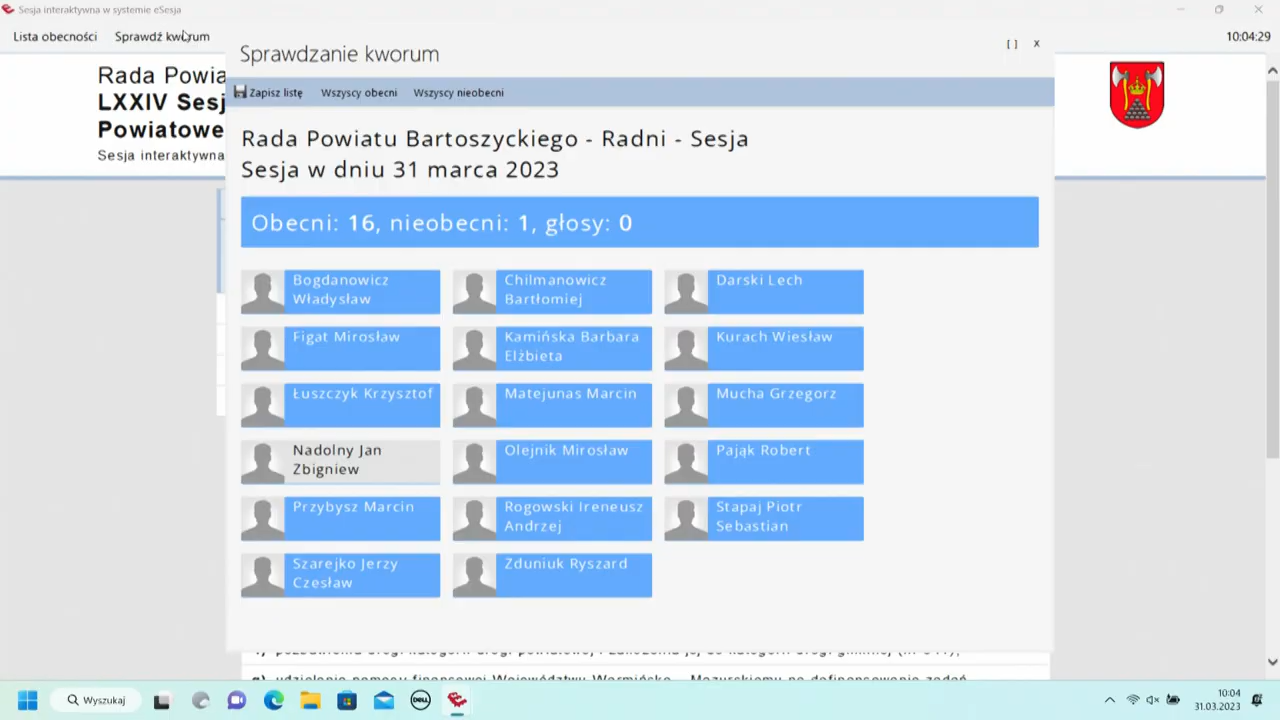 Sesja interaktywna w systemie eSesja
Lista obecności Sprawdź kworum
10:04:29
Rada Powia
LXXIV Sesj
Powiatowe
Sesja interaktywna
Sprawdzanie kworum
[ ] x
Zapisz listę Wszyscy obecni Wszyscy nieobecni
Rada Powiatu Bartoszyckiego - Radni - Sesja
Sesja w dniu 31 marca 2023
Obecni: 16, nieobecni: 1, głosy: 0
Bogdanowicz Władysław
Chilmanowicz Bartłomiej
Darski Lech
Figat Mirosław
Kamińska Barbara Elżbieta
Kurach Wiesław
Łuszczyk Krzysztof
Matejunas Marcin
Mucha Grzegorz
Nadolny Jan Zbigniew
Olejnik Mirosław
Pająk Robert
Przybysz Marcin
Rogowski Ireneusz Andrzej
Stapaj Piotr Sebastian
Szarejko Jerzy Czesław
Zduniuk Ryszard
Wyszukaj
DELL
10:04
31.03.2023